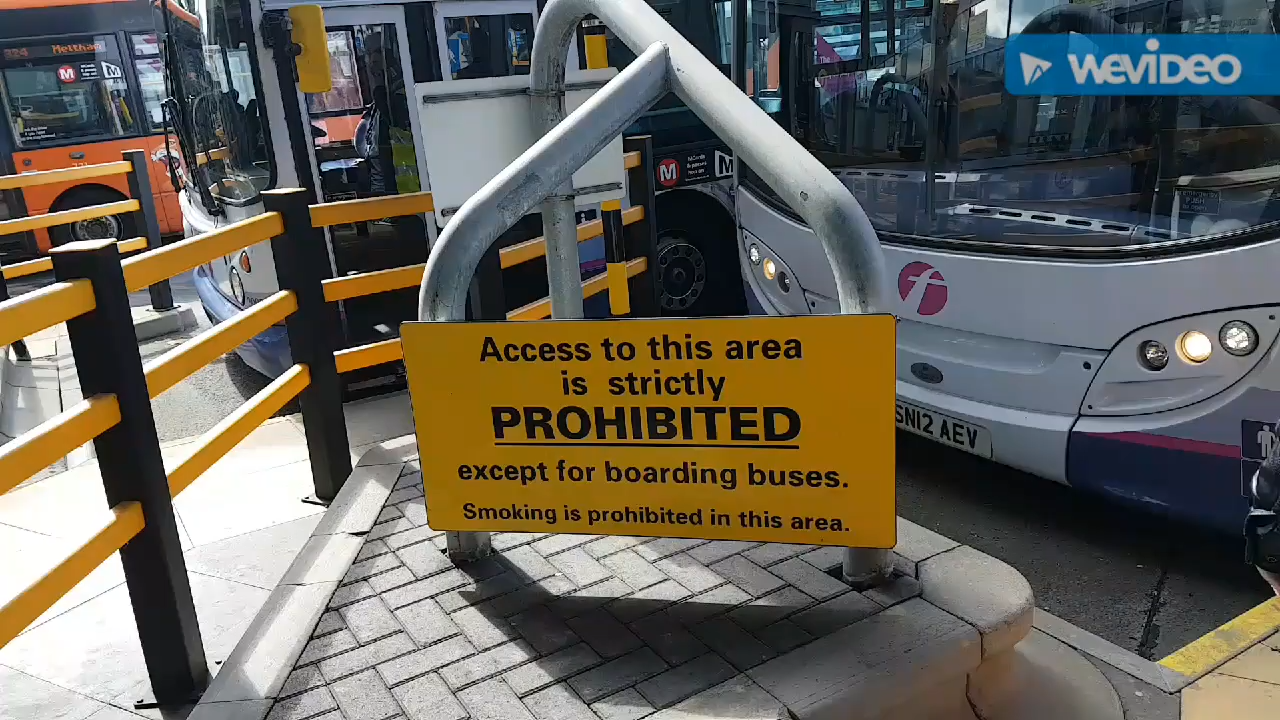 WEVIDEO
324 Meltham
M
M
Access to this area
is strictly
PROHIBITED
except for boarding buses.
Smoking is prohibited in this area.
SN12 AEV